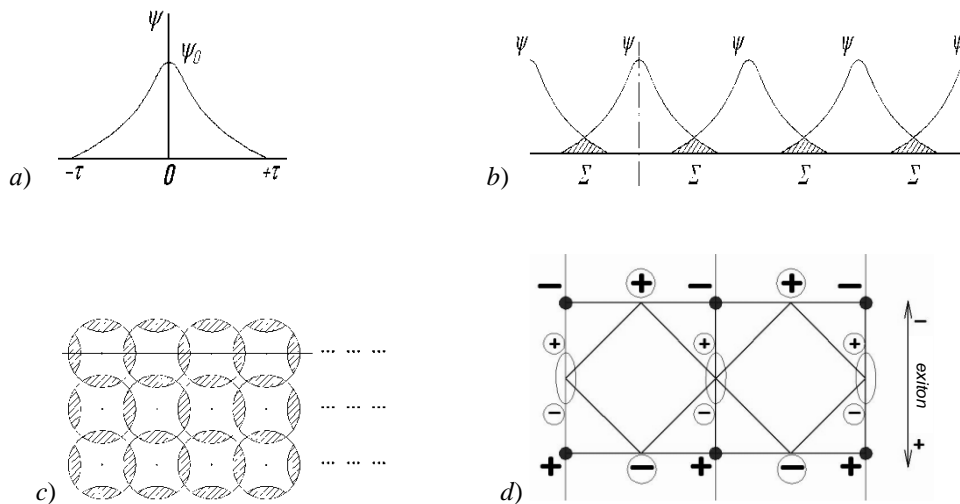 ψ
ψ₀
-τ 0 +τ
a)
ψ ψ ψ ψ ψ
Σ Σ Σ Σ
b)
... ... ...
... ... ...
... ... ...
c)
− + − + −
+ + +
− − −
+ − + − +
− exiton +
d)